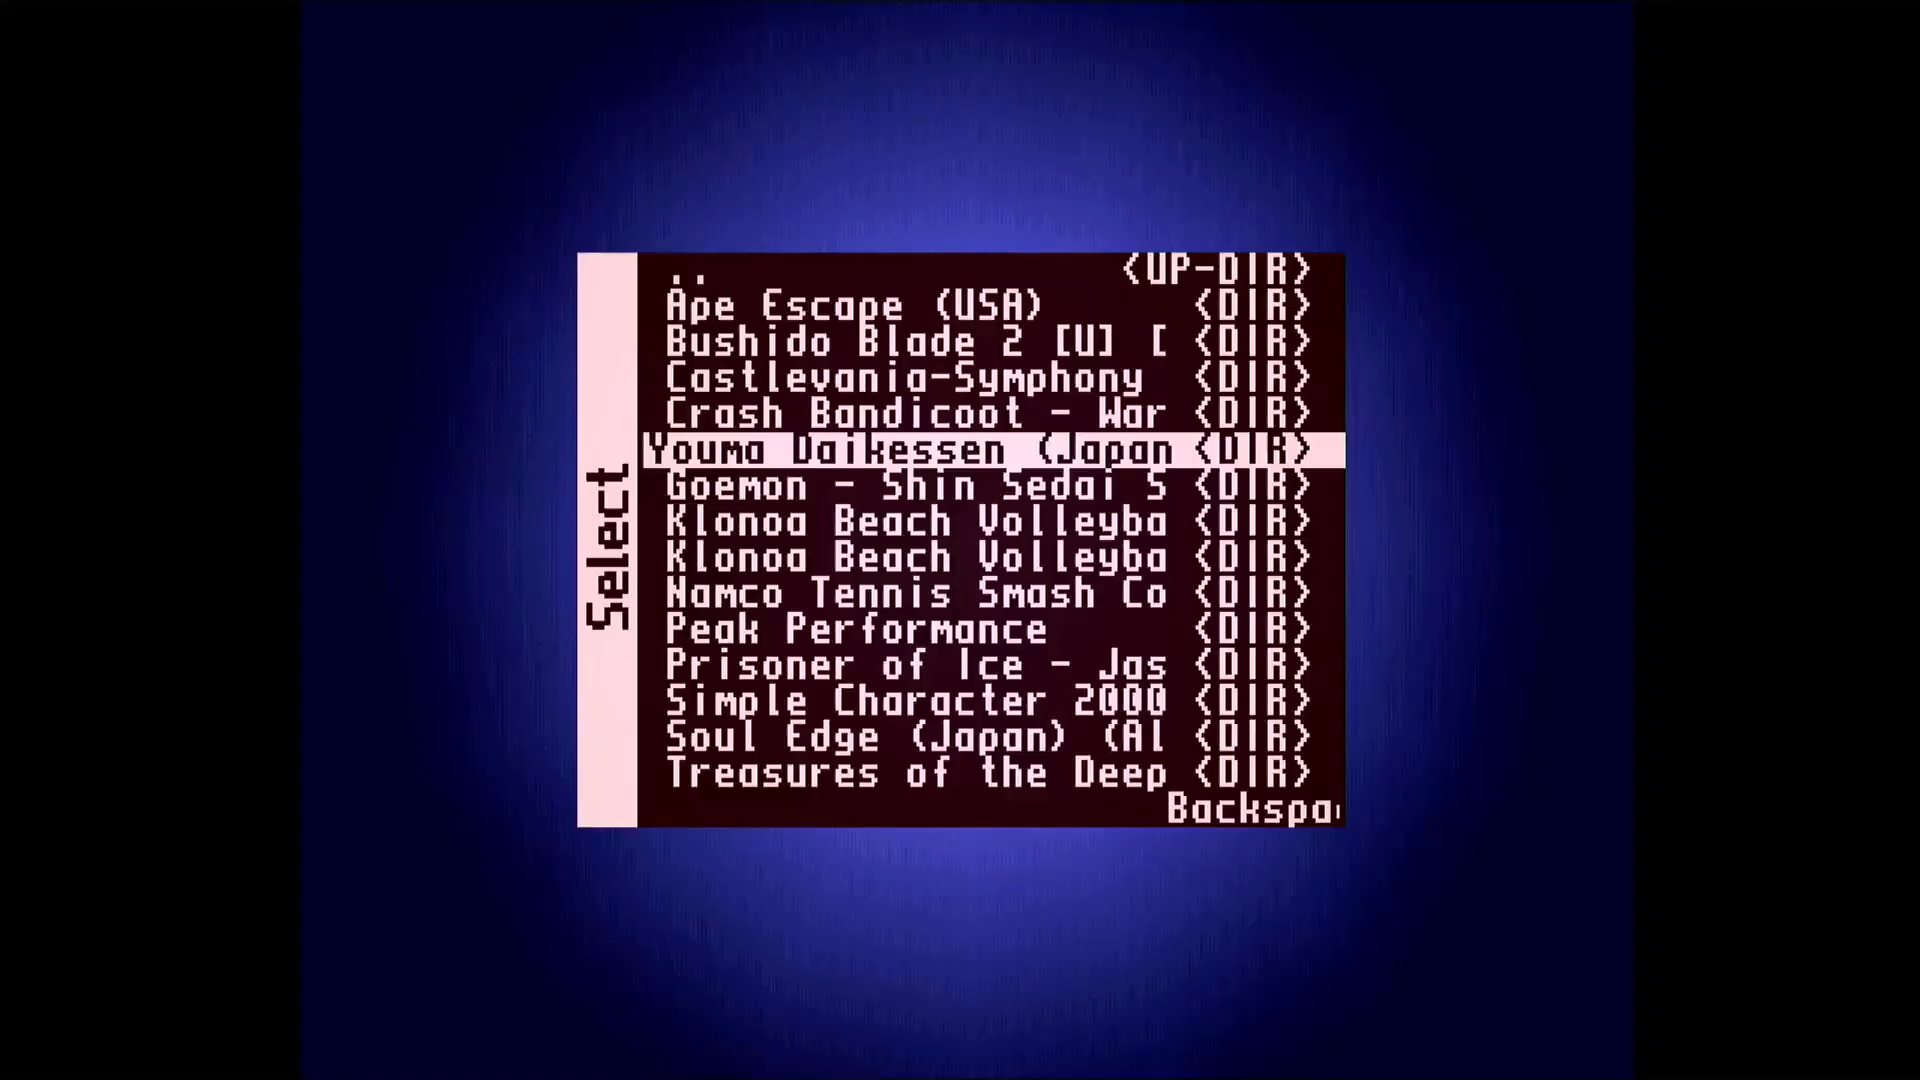 Select
.. <UP-DIR>
Ape Escape (USA) <DIR>
Bushido Blade 2 [U] [ <DIR>
Castlevania-Symphony <DIR>
Crash Bandicoot - War <DIR>
Youma Daikessen (Japan <DIR>
Goemon - Shin Sedai S <DIR>
Klonoa Beach Volleyba <DIR>
Klonoa Beach Volleyba <DIR>
Namco Tennis Smash Co <DIR>
Peak Performance <DIR>
Prisoner of Ice - Jas <DIR>
Simple Character 2000 <DIR>
Soul Edge (Japan) (Al <DIR>
Treasures of the Deep <DIR>
Backspa